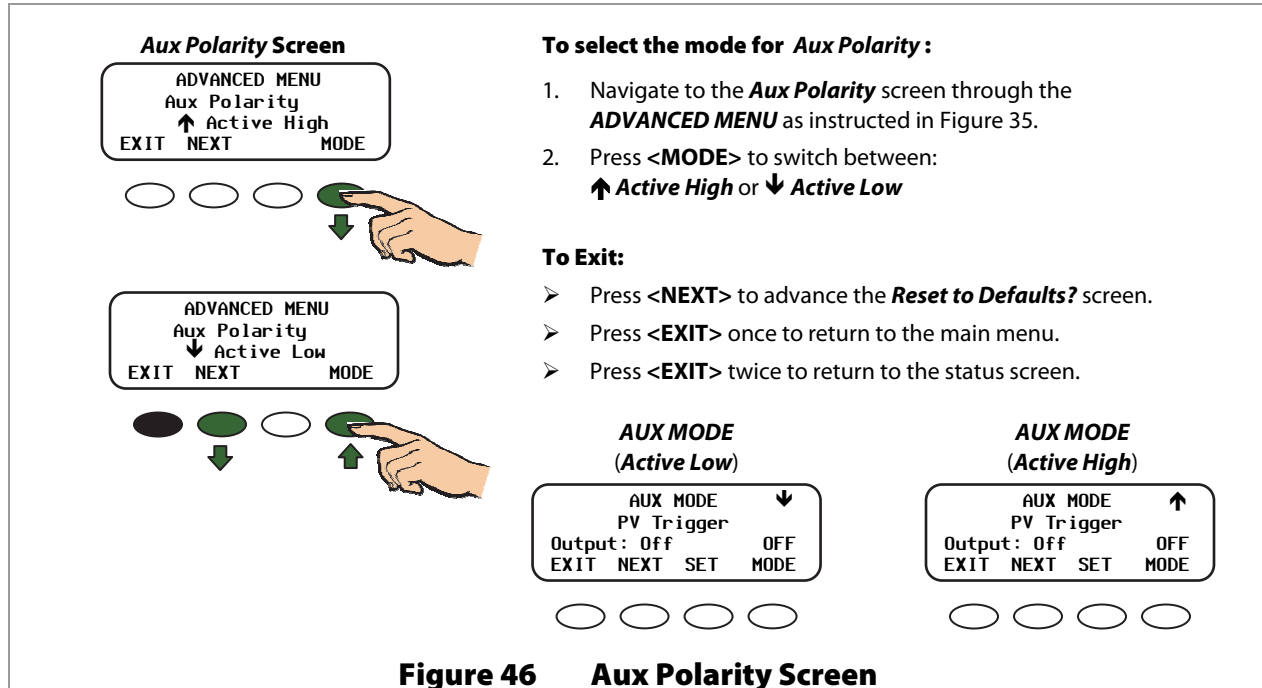 Aux Polarity Screen
ADVANCED MENU
Aux Polarity
↑ Active High
EXIT NEXT MODE
ADVANCED MENU
Aux Polarity
↓ Active Low
EXIT NEXT MODE
To select the mode for Aux Polarity :
1. Navigate to the Aux Polarity screen through the
ADVANCED MENU as instructed in Figure 35.
2. Press <MODE> to switch between:
↑ Active High or ↓ Active Low
To Exit:
➢ Press <NEXT> to advance the Reset to Defaults? screen.
➢ Press <EXIT> once to return to the main menu.
➢ Press <EXIT> twice to return to the status screen.
AUX MODE
(Active Low)
AUX MODE ↓
PV Trigger
Output: Off OFF
EXIT NEXT SET MODE
AUX MODE
(Active High)
AUX MODE ↑
PV Trigger
Output: Off OFF
EXIT NEXT SET MODE
Figure 46 Aux Polarity Screen